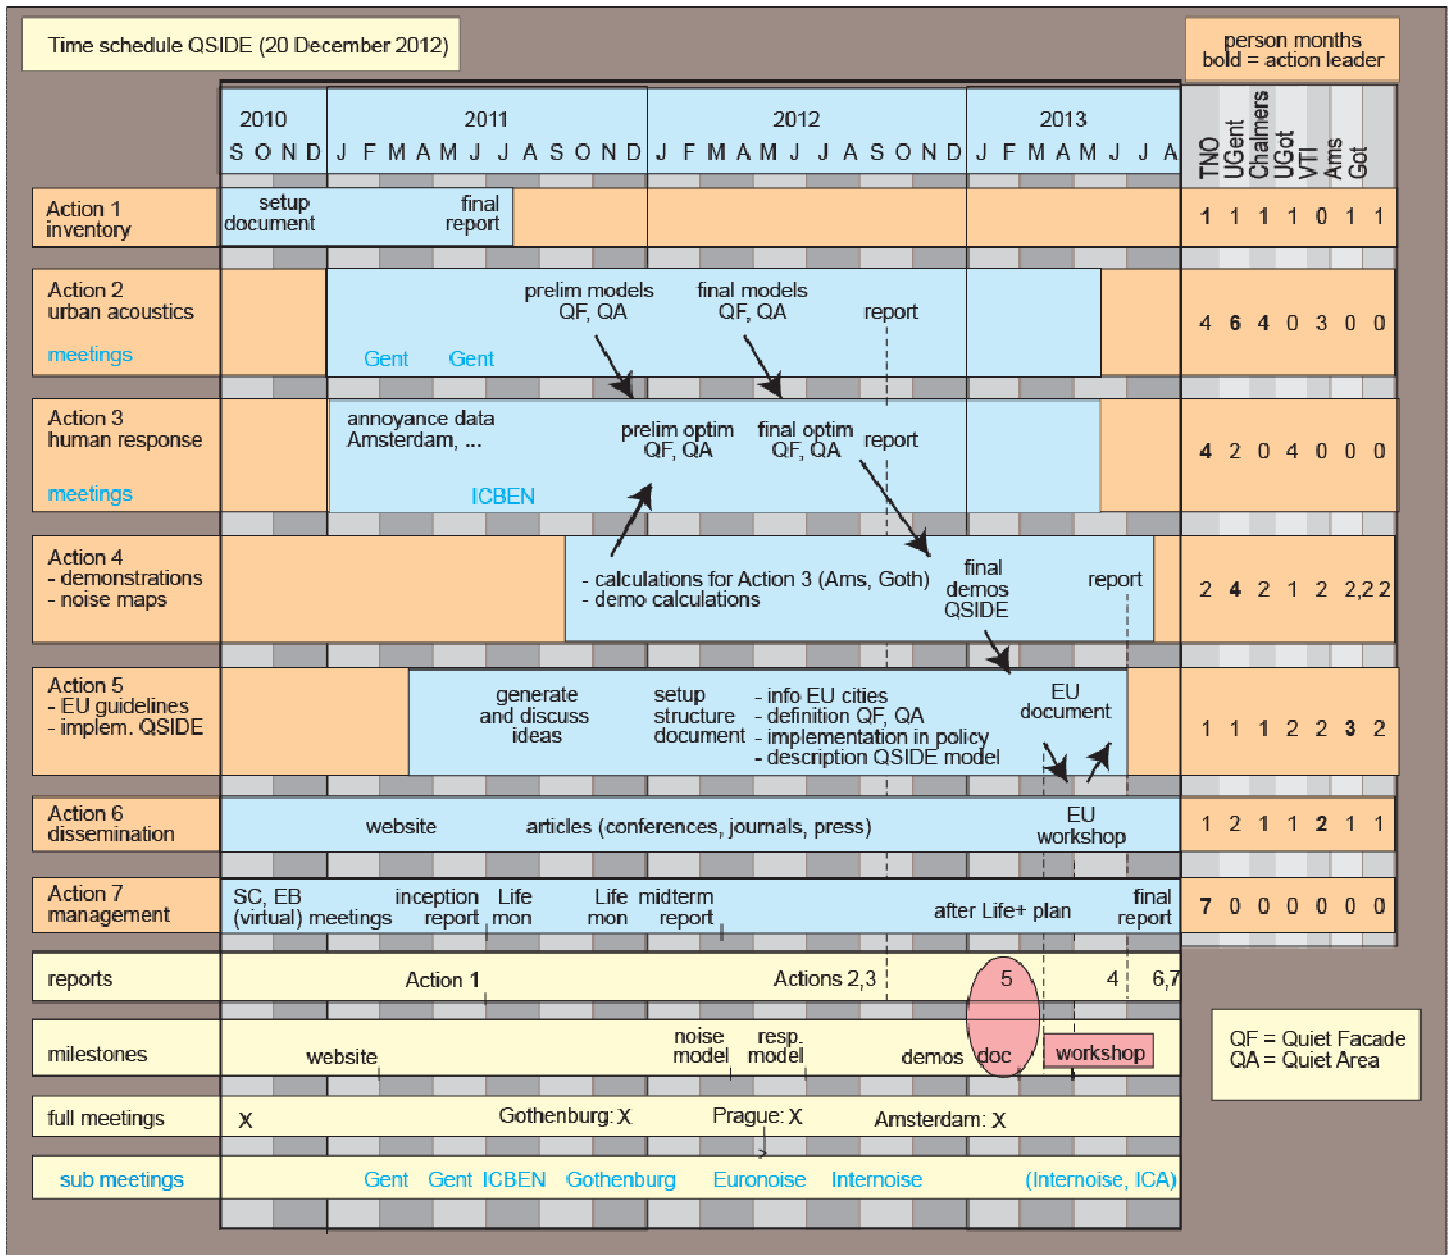 Time schedule QSIDE (20 December 2012)
person months
bold = action leader
2010 2011 2012 2013
S O N D J F M A M J J A S O N D J F M A M J J A S O N D J F M A M J J A
TNO UGent Chalmers UGot VTI Ams Got
Action 1
inventory
setup
document
final
report
1 1 1 1 0 1 1
Action 2
urban acoustics
meetings
prelim models
QF, QA
final models
QF, QA
report
Gent Gent
4 6 4 0 3 0 0
Action 3
human response
meetings
annoyance data
Amsterdam, ...
prelim optim
QF, QA
final optim
QF, QA
report
ICBEN
4 2 0 4 0 0 0
Action 4
- demonstrations
- noise maps
- calculations for Action 3 (Ams, Goth)
- demo calculations
final
demos
QSIDE
report
2 4 2 1 2 2,2 2
Action 5
- EU guidelines
- implem. QSIDE
generate
and discuss
ideas
setup
structure
document
- info EU cities
- definition QF, QA
- implementation in policy
- description QSIDE model
EU
document
1 1 1 2 2 3 2
Action 6
dissemination
website
articles (conferences, journals, press)
EU
workshop
1 2 1 1 2 1 1
Action 7
management
SC, EB
(virtual) meetings
inception
report
Life
mon
Life
mon
midterm
report
after Life+ plan
final
report
7 0 0 0 0 0 0
reports
Action 1
Actions 2,3
5
4
6,7
milestones
website
noise
model
resp.
model
demos
doc
workshop
QF = Quiet Facade
QA = Quiet Area
full meetings
X
Gothenburg: X
Prague: X
Amsterdam: X
sub meetings
Gent Gent ICBEN Gothenburg Euronoise Internoise (Internoise, ICA)